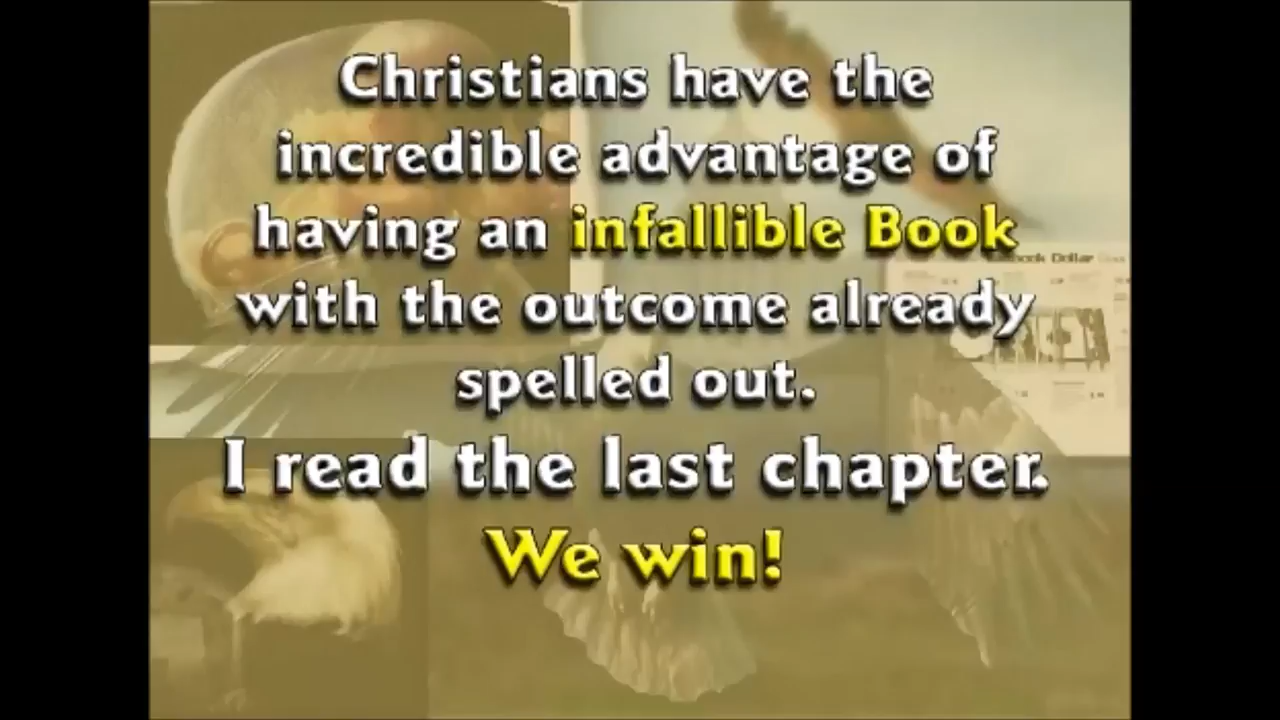 Christians have the
incredible advantage of
having an infallible Book
with the outcome already
spelled out.
I read the last chapter.
We win!
Dollar